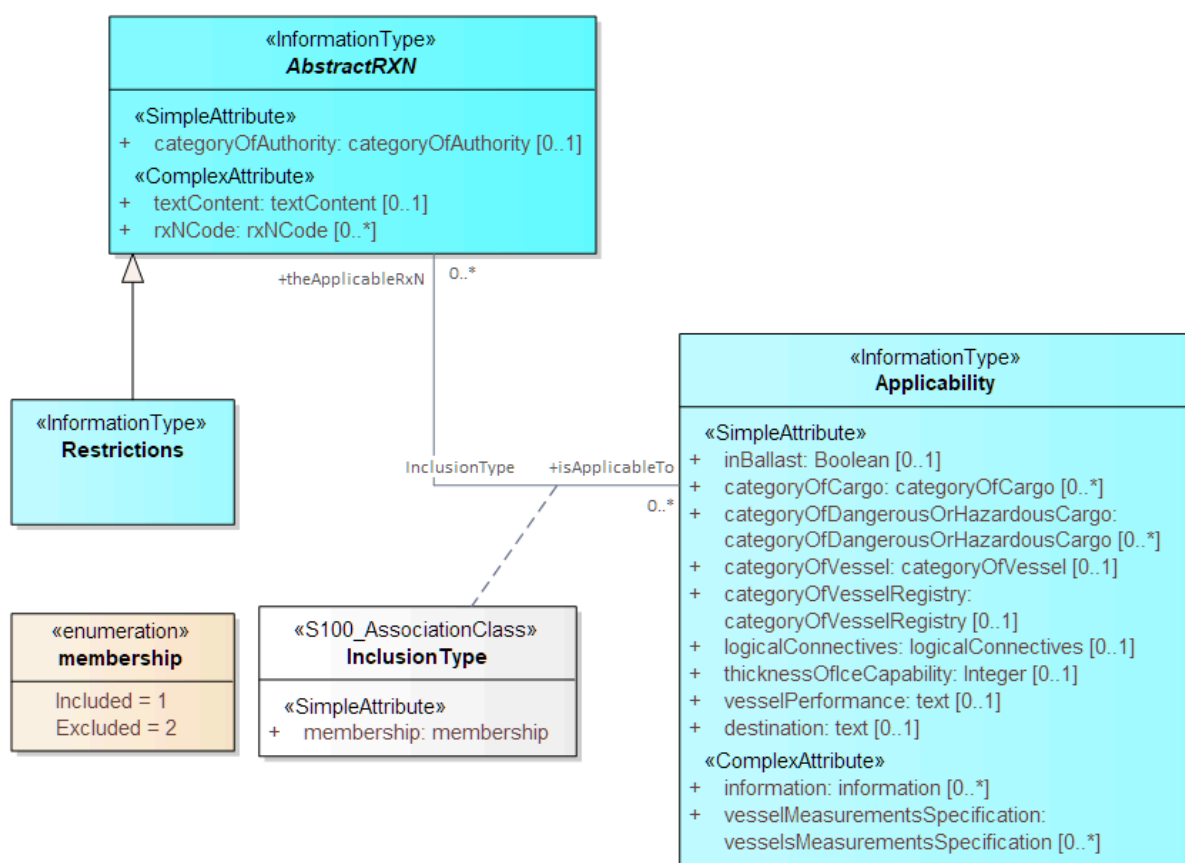 «InformationType»
AbstractRXN
«SimpleAttribute»
+ categoryOfAuthority: categoryOfAuthority [0..1]
«ComplexAttribute»
+ textContent: textContent [0..1]
+ rxNCode: rxNCode [0..*]
+theApplicableRxN
0..*
«InformationType»
Restrictions
InclusionType
+isApplicableTo
0..*
«InformationType»
Applicability
«SimpleAttribute»
+ inBallast: Boolean [0..1]
+ categoryOfCargo: categoryOfCargo [0..*]
+ categoryOfDangerousOrHazardousCargo:
categoryOfDangerousOrHazardousCargo [0..*]
+ categoryOfVessel: categoryOfVessel [0..1]
+ categoryOfVesselRegistry:
categoryOfVesselRegistry [0..1]
+ logicalConnectives: logicalConnectives [0..1]
+ thicknessOfIceCapability: Integer [0..1]
+ vesselPerformance: text [0..1]
+ destination: text [0..1]
«ComplexAttribute»
+ information: information [0..*]
+ vesselMeasurementsSpecification:
vesselsMeasurementsSpecification [0..*]
«enumeration»
membership
Included = 1
Excluded = 2
«S100_AssociationClass»
InclusionType
«SimpleAttribute»
+ membership: membership